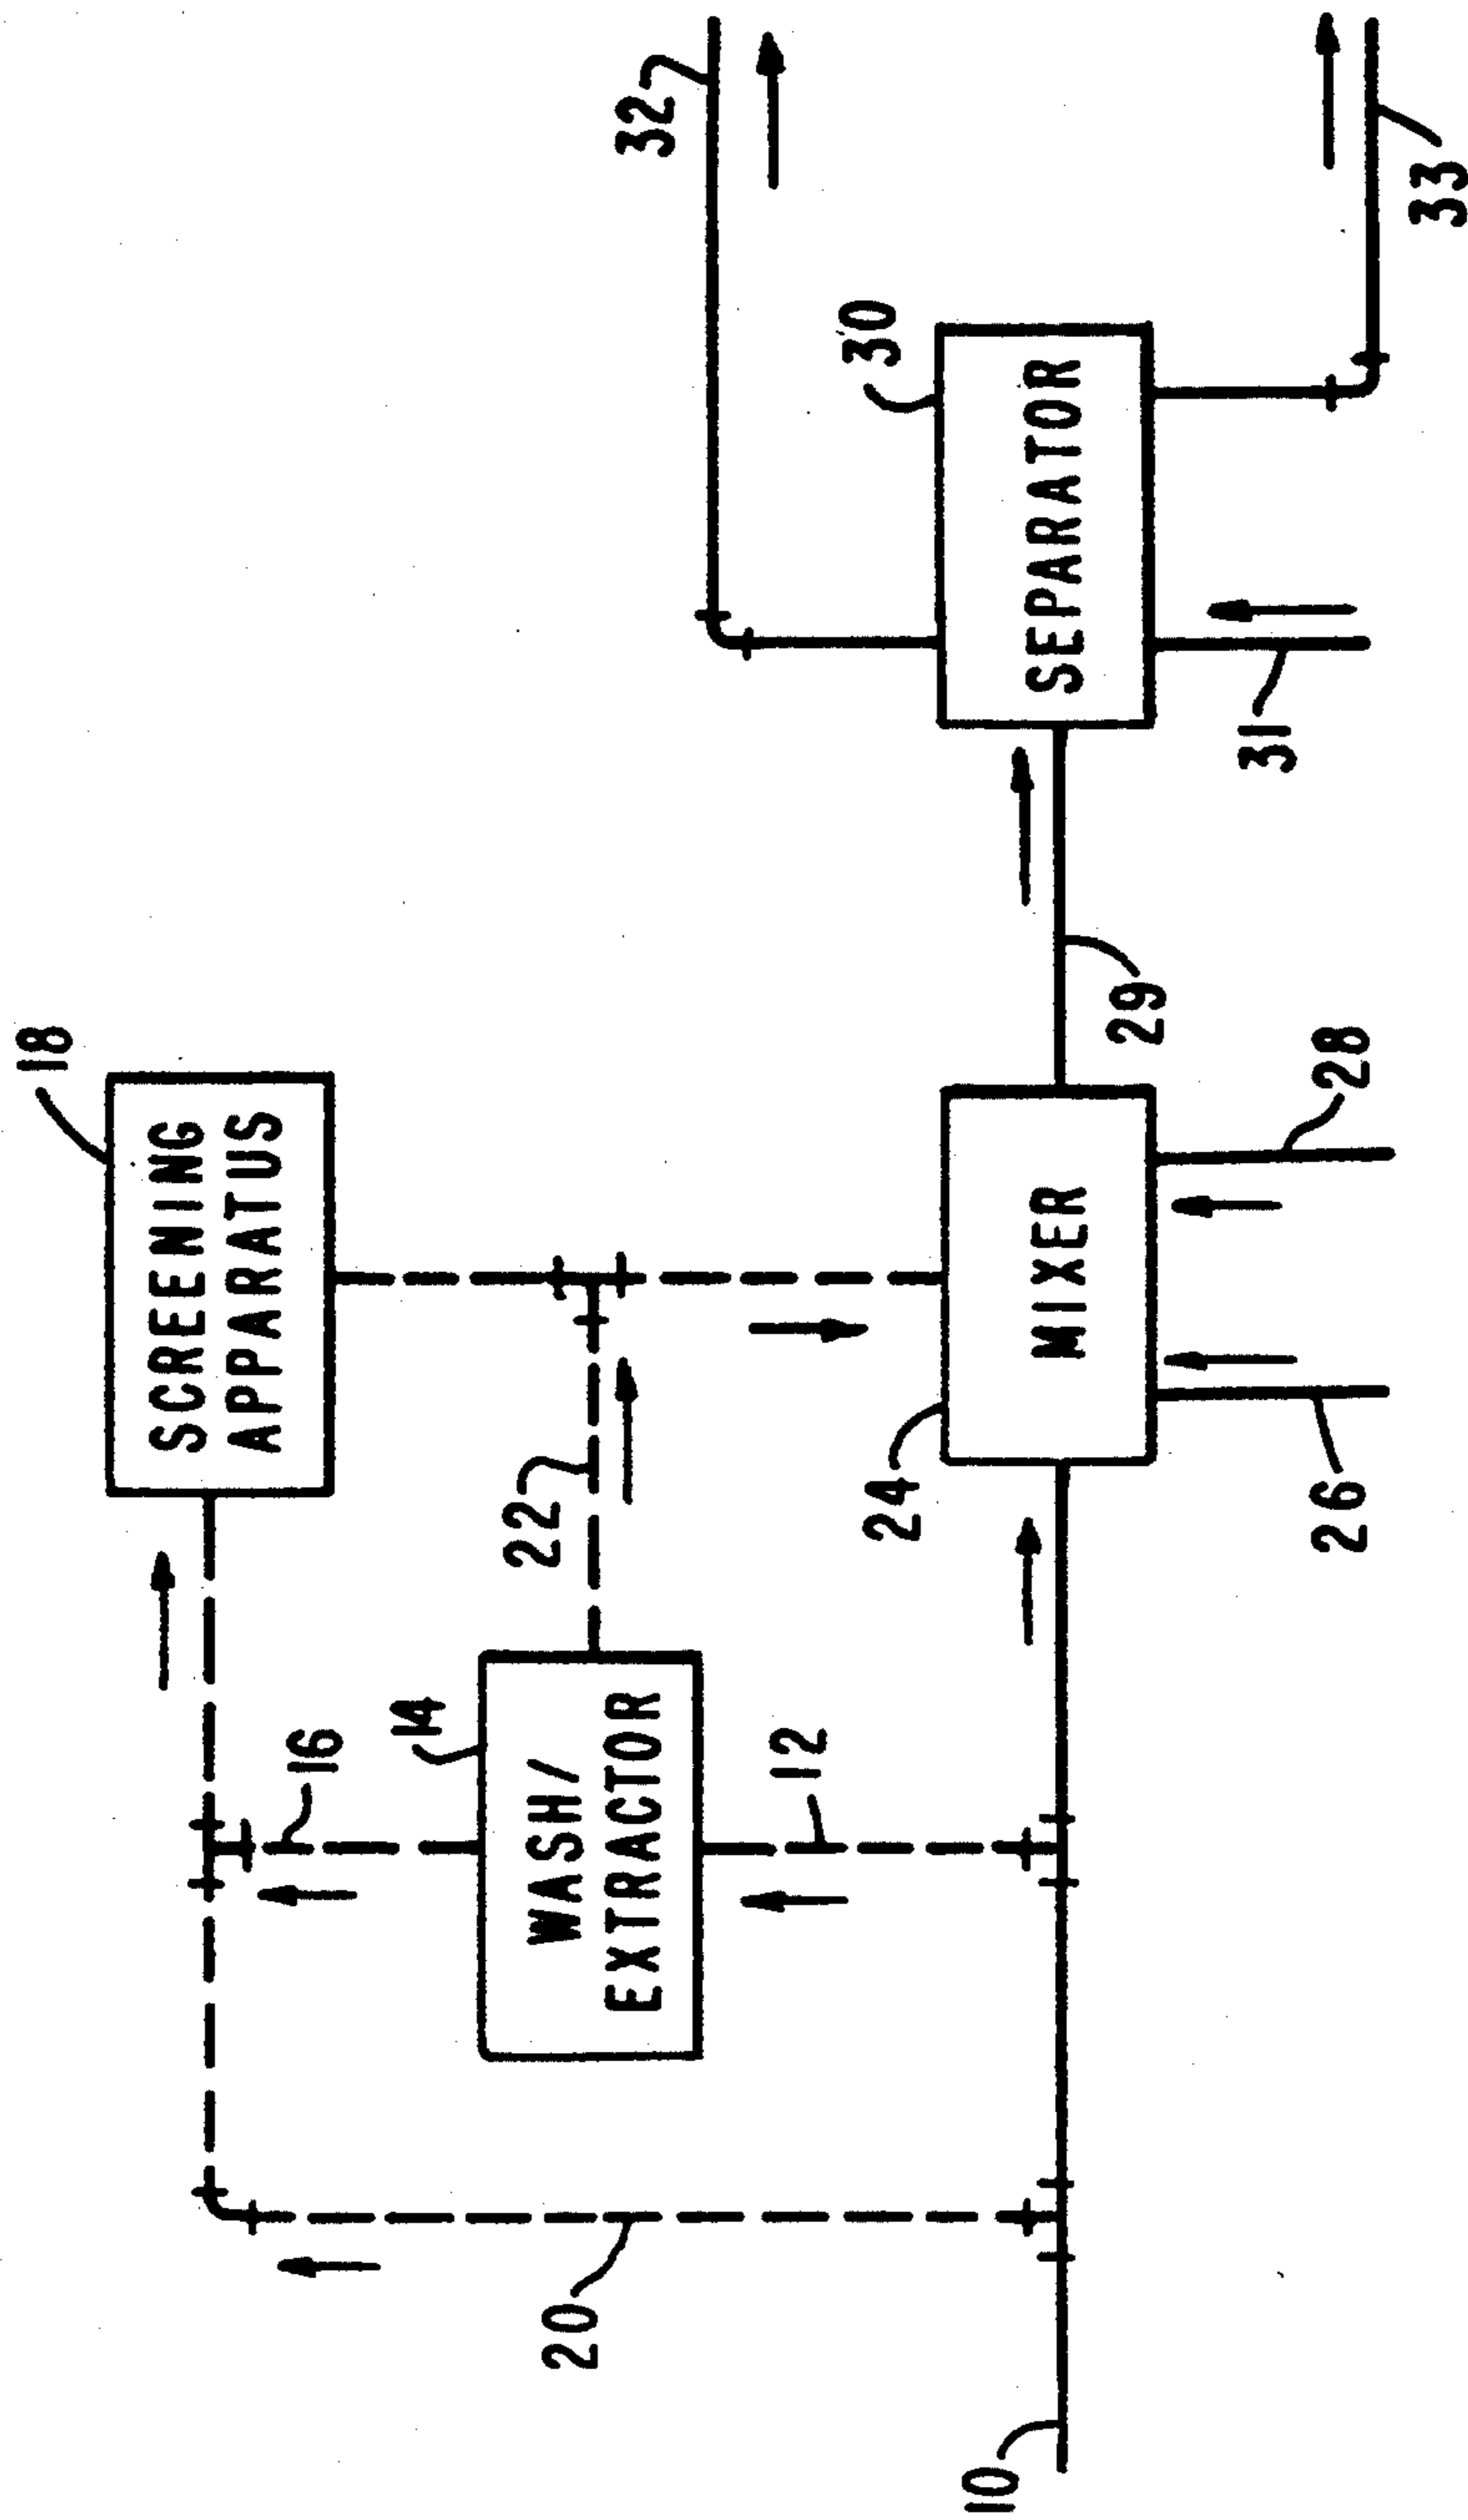 18
SCREENING
APPARATUS
32
16
14
22
WASH/
EXTRACTOR
20
12
24
30
MIXER
SEPARATOR
10
29
26
28
31
33